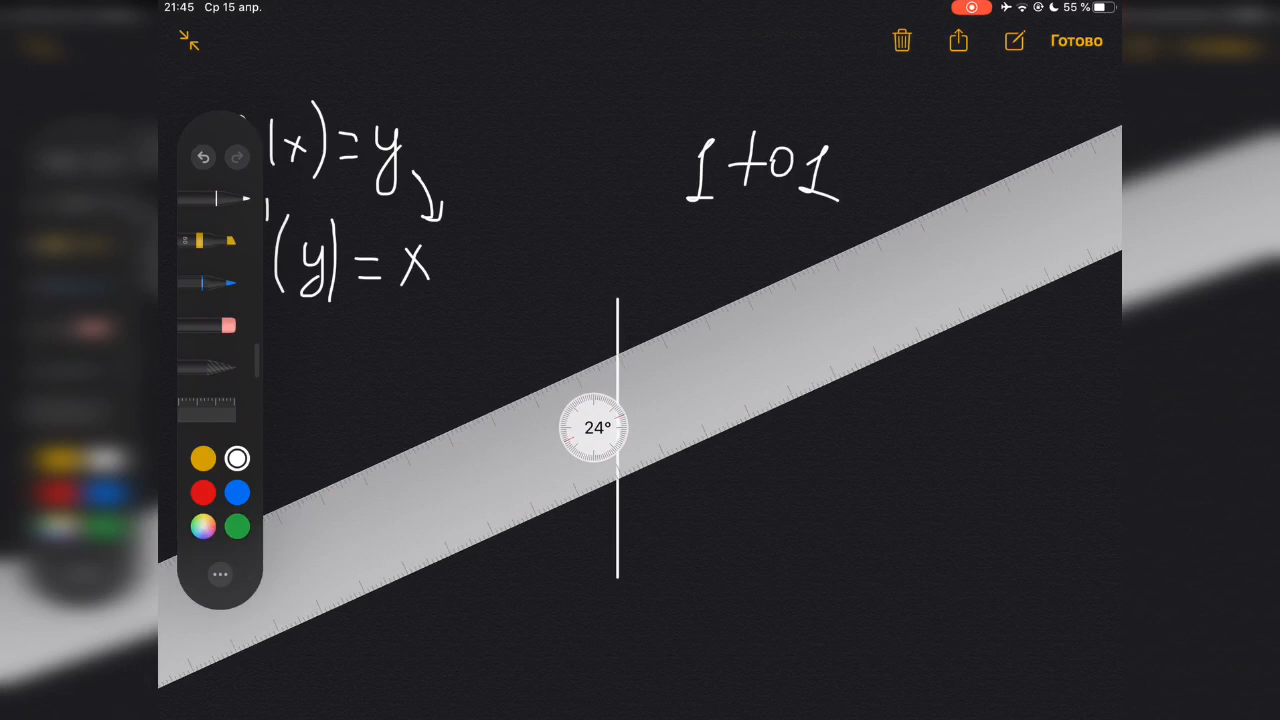 21:45 Ср 15 апр. 55 %
Готово
(x) = y
1 to 1
(y) = x
24°